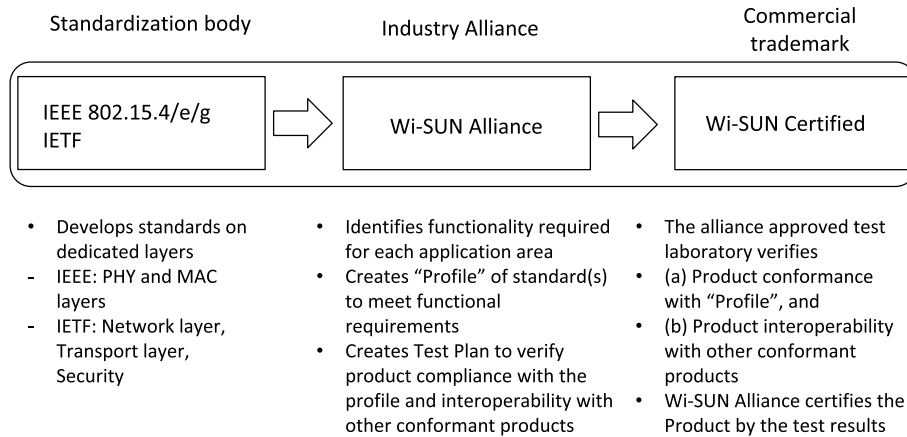 Standardization body
Industry Alliance
Commercial
trademark
IEEE 802.15.4/e/g
IETF
Wi-SUN Alliance
Wi-SUN Certified
• Develops standards on
dedicated layers
- IEEE: PHY and MAC
layers
- IETF: Network layer,
Transport layer,
Security
• Identifies functionality required
for each application area
• Creates “Profile” of standard(s)
to meet functional
requirements
• Creates Test Plan to verify
product compliance with the
profile and interoperability with
other conformant products
• The alliance approved test
laboratory verifies
• (a) Product conformance
with “Profile”, and
• (b) Product interoperability
with other conformant
products
• Wi-SUN Alliance certifies the
Product by the test results